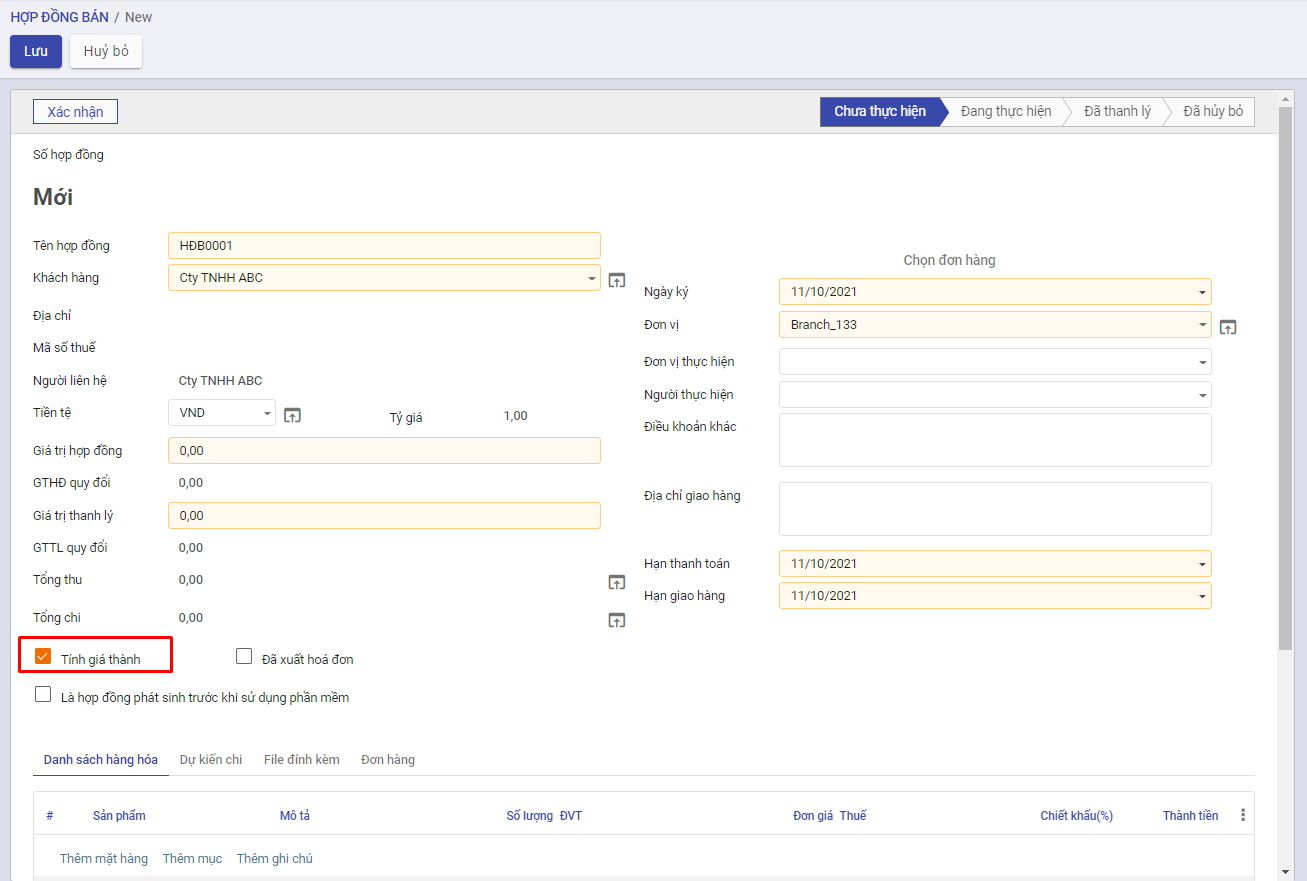 HỢP ĐỒNG BÁN / New
Lưu Huỷ bỏ
Xác nhận Chưa thực hiện Đang thực hiện Đã thanh lý Đã hủy bỏ
Số hợp đồng
Mới
Tên hợp đồng HĐB0001
Khách hàng Cty TNHH ABC
Địa chỉ
Mã số thuế
Người liên hệ Cty TNHH ABC
Tiền tệ VND Tỷ giá 1,00
Giá trị hợp đồng 0,00
GTHĐ quy đổi 0,00
Giá trị thanh lý 0,00
GTTL quy đổi 0,00
Tổng thu 0,00
Tổng chi 0,00
Chọn đơn hàng
Ngày ký 11/10/2021
Đơn vị Branch_133
Đơn vị thực hiện
Người thực hiện
Điều khoản khác
Địa chỉ giao hàng
Hạn thanh toán 11/10/2021
Hạn giao hàng 11/10/2021
Tính giá thành Đã xuất hoá đơn
Là hợp đồng phát sinh trước khi sử dụng phần mềm
Danh sách hàng hóa Dự kiến chi File đính kèm Đơn hàng
# Sản phẩm Mô tả Số lượng ĐVT Đơn giá Thuế Chiết khấu(%) Thành tiền
Thêm mặt hàng Thêm mục Thêm ghi chú